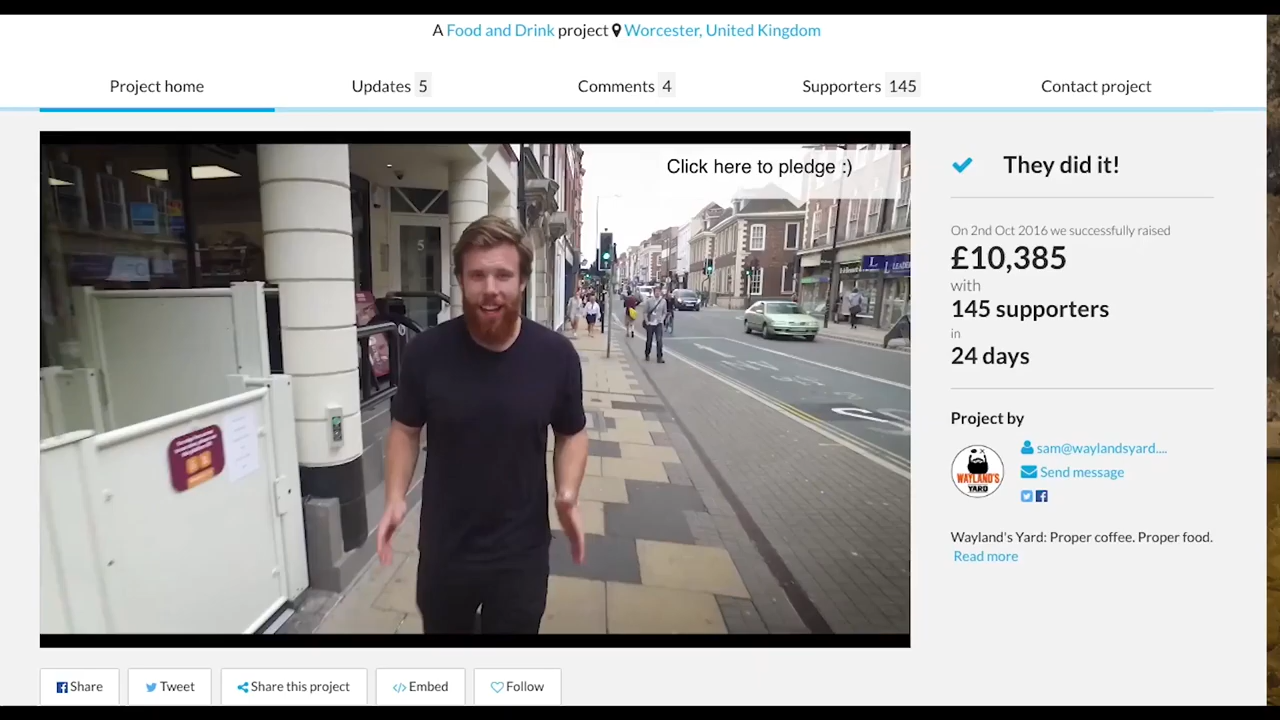 A Food and Drink project Worcester, United Kingdom
Project home
Updates 5
Comments 4
Supporters 145
Contact project
Click here to pledge :)
5
They did it!
On 2nd Oct 2016 we successfully raised
£10,385
with
145 supporters
in
24 days
Project by
sam@waylandsyard....
Send message
WAYLAND'S
YARD
Wayland's Yard: Proper coffee. Proper food.
Read more
Share
Tweet
Share this project
Embed
Follow